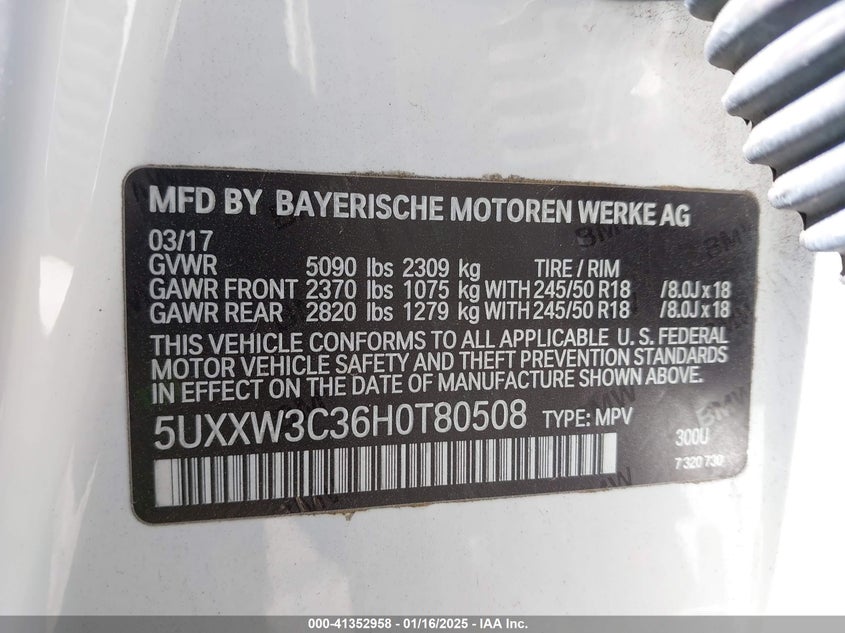 MFD BY BAYERISCHE MOTOREN WERKE AG
03/17
GVWR 5090 lbs 2309 kg TIRE / RIM
GAWR FRONT 2370 lbs 1075 kg WITH 245/50 R18 /8.0J x 18
GAWR REAR 2820 lbs 1279 kg WITH 245/50 R18 /8.0J x 18
THIS VEHICLE CONFORMS TO ALL APPLICABLE U. S. FEDERAL
MOTOR VEHICLE SAFETY AND THEFT PREVENTION STANDARDS
IN EFFECT ON THE DATE OF MANUFACTURE SHOWN ABOVE.
5UXXW3C36H0T80508 TYPE: MPV 300U
7 320 730
BMW
BMW
BMW
BMW
000-41352958 - 01/16/2025 - IAA Inc.